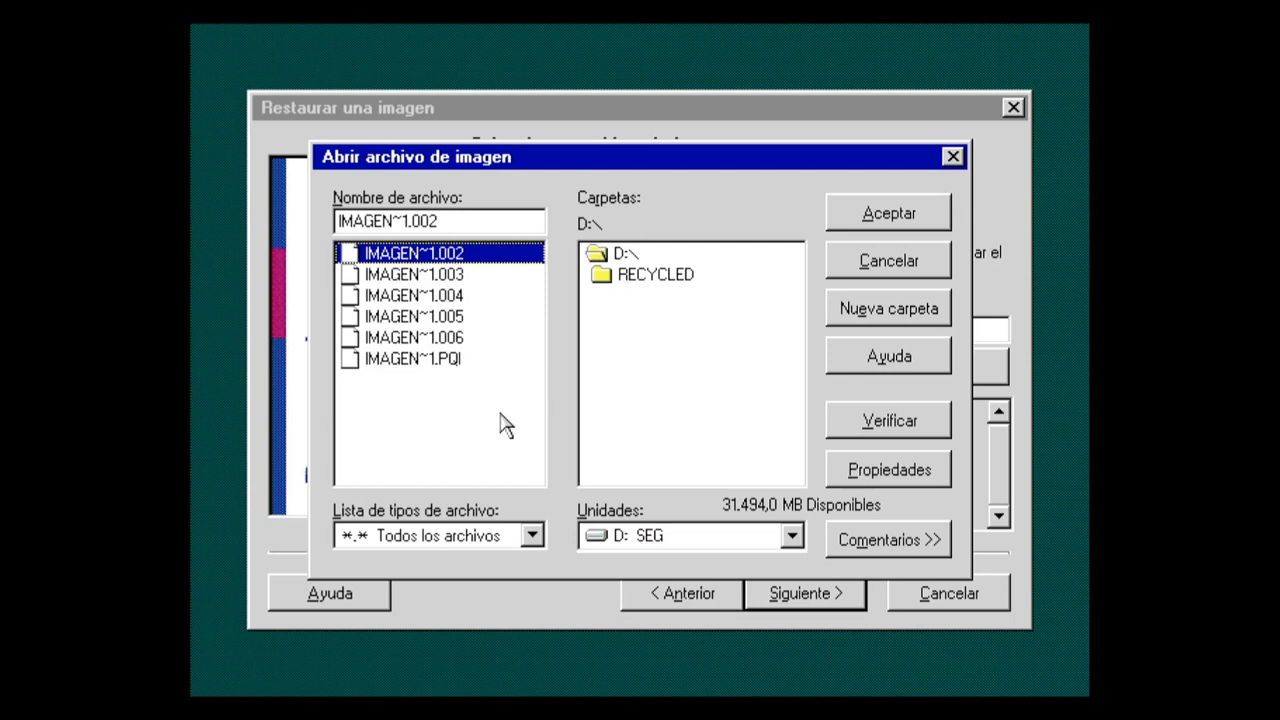 Restaurar una imagen
Abrir archivo de imagen
Nombre de archivo:
IMAGEN~1.002
IMAGEN~1.002
IMAGEN~1.003
IMAGEN~1.004
IMAGEN~1.005
IMAGEN~1.006
IMAGEN~1.PQI
Lista de tipos de archivo:
*.* Todos los archivos
Carpetas:
D:\
D:\
RECYCLED
31.494,0 MB Disponibles
Unidades:
D: SEG
Aceptar
Cancelar
Nueva carpeta
Ayuda
Verificar
Propiedades
Comentarios >>
ar el
Ayuda
< Anterior
Siguiente >
Cancelar